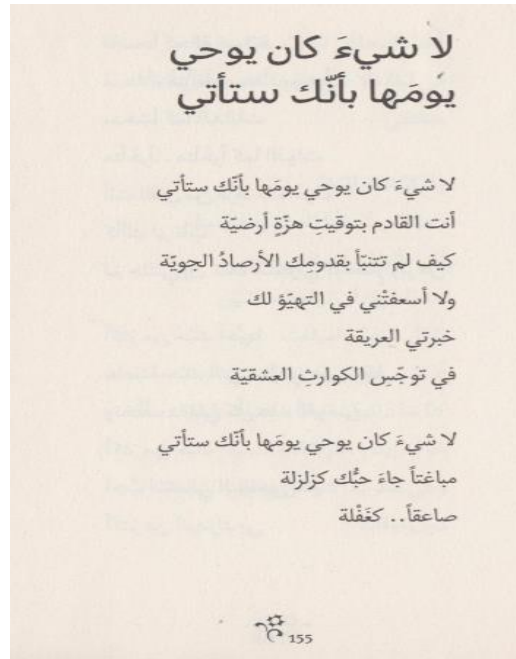 لا شيءَ كان يوحي
يومَها بأنّك ستأتي
لا شيءَ كان يوحي يومَها بأنّك ستأتي
أنت القادم بتوقيتِ هزّةٍ أرضيّة
كيف لم تتنبّأ بقدومك الأرصادُ الجويّة
ولا أسعفتْني في التهيّؤ لك
خبرتي العريقة
في توجّسِ الكوارثِ العشقيّة
لا شيءَ كان يوحي يومَها بأنّك ستأتي
مباغتاً جاءَ حبُّك كزلزلة
صاعقاً.. كغَفْلة
155